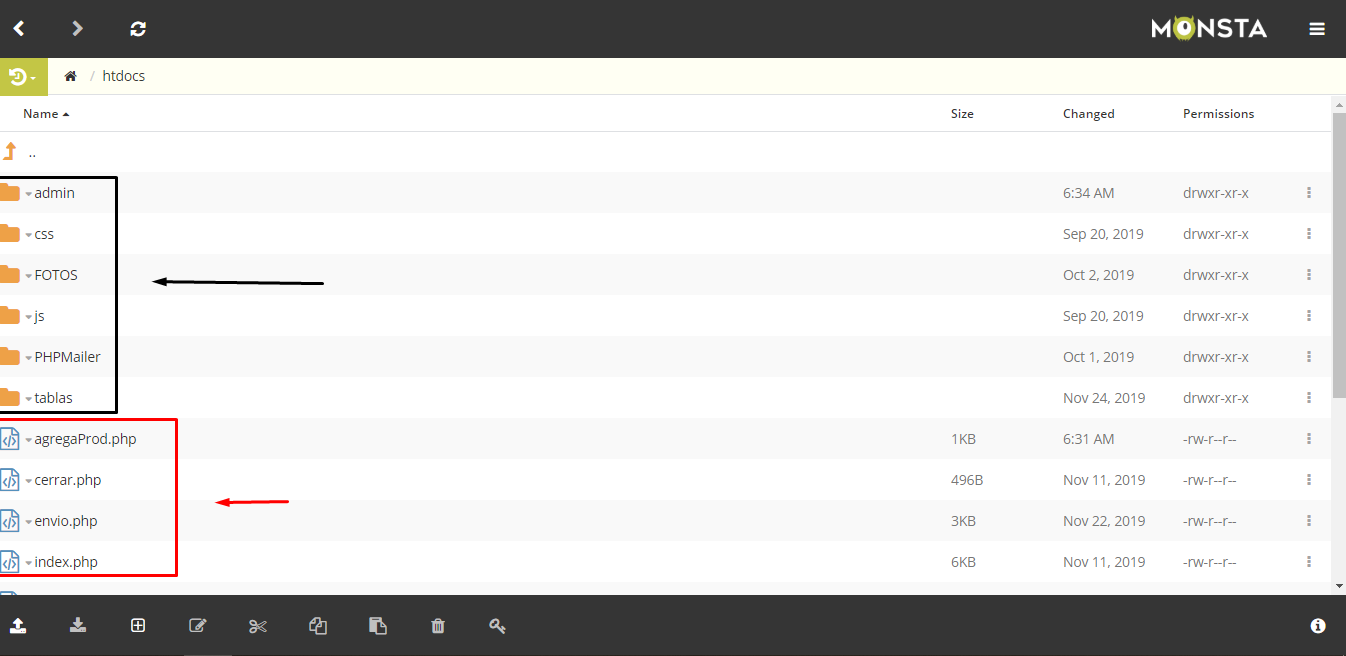 MONSTA
/ htdocs
Name Size Changed Permissions
..
admin 6:34 AM drwxr-xr-x
css Sep 20, 2019 drwxr-xr-x
FOTOS Oct 2, 2019 drwxr-xr-x
js Sep 20, 2019 drwxr-xr-x
PHPMailer Oct 1, 2019 drwxr-xr-x
tablas Nov 24, 2019 drwxr-xr-x
agregaProd.php 1KB 6:31 AM -rw-r--r--
cerrar.php 496B Nov 11, 2019 -rw-r--r--
envio.php 3KB Nov 22, 2019 -rw-r--r--
index.php 6KB Nov 11, 2019 -rw-r--r--